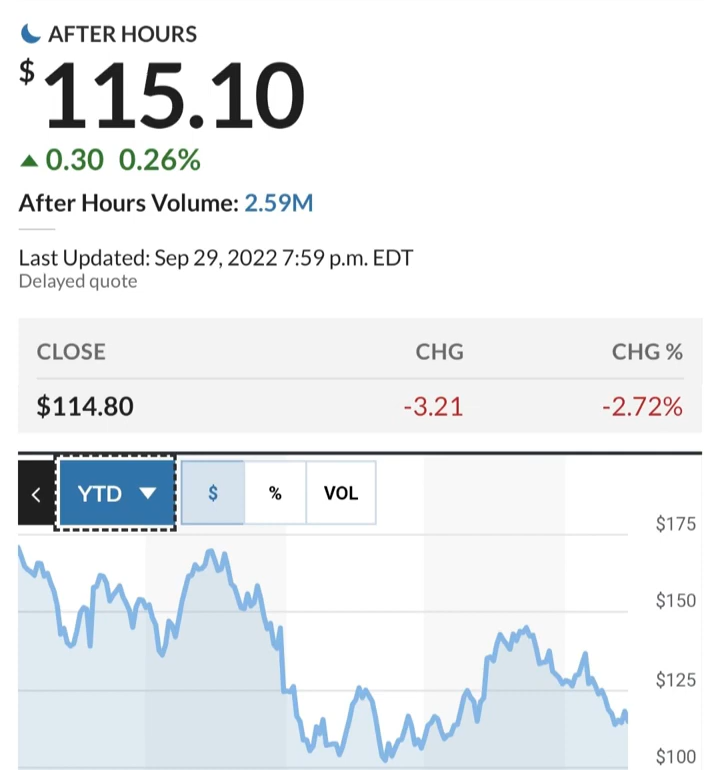 AFTER HOURS
$115.10
▲ 0.30 0.26%
After Hours Volume: 2.59M
Last Updated: Sep 29, 2022 7:59 p.m. EDT
Delayed quote
CLOSE CHG CHG %
$114.80 -3.21 -2.72%
< YTD ▼ $ % VOL
$175
$150
$125
$100